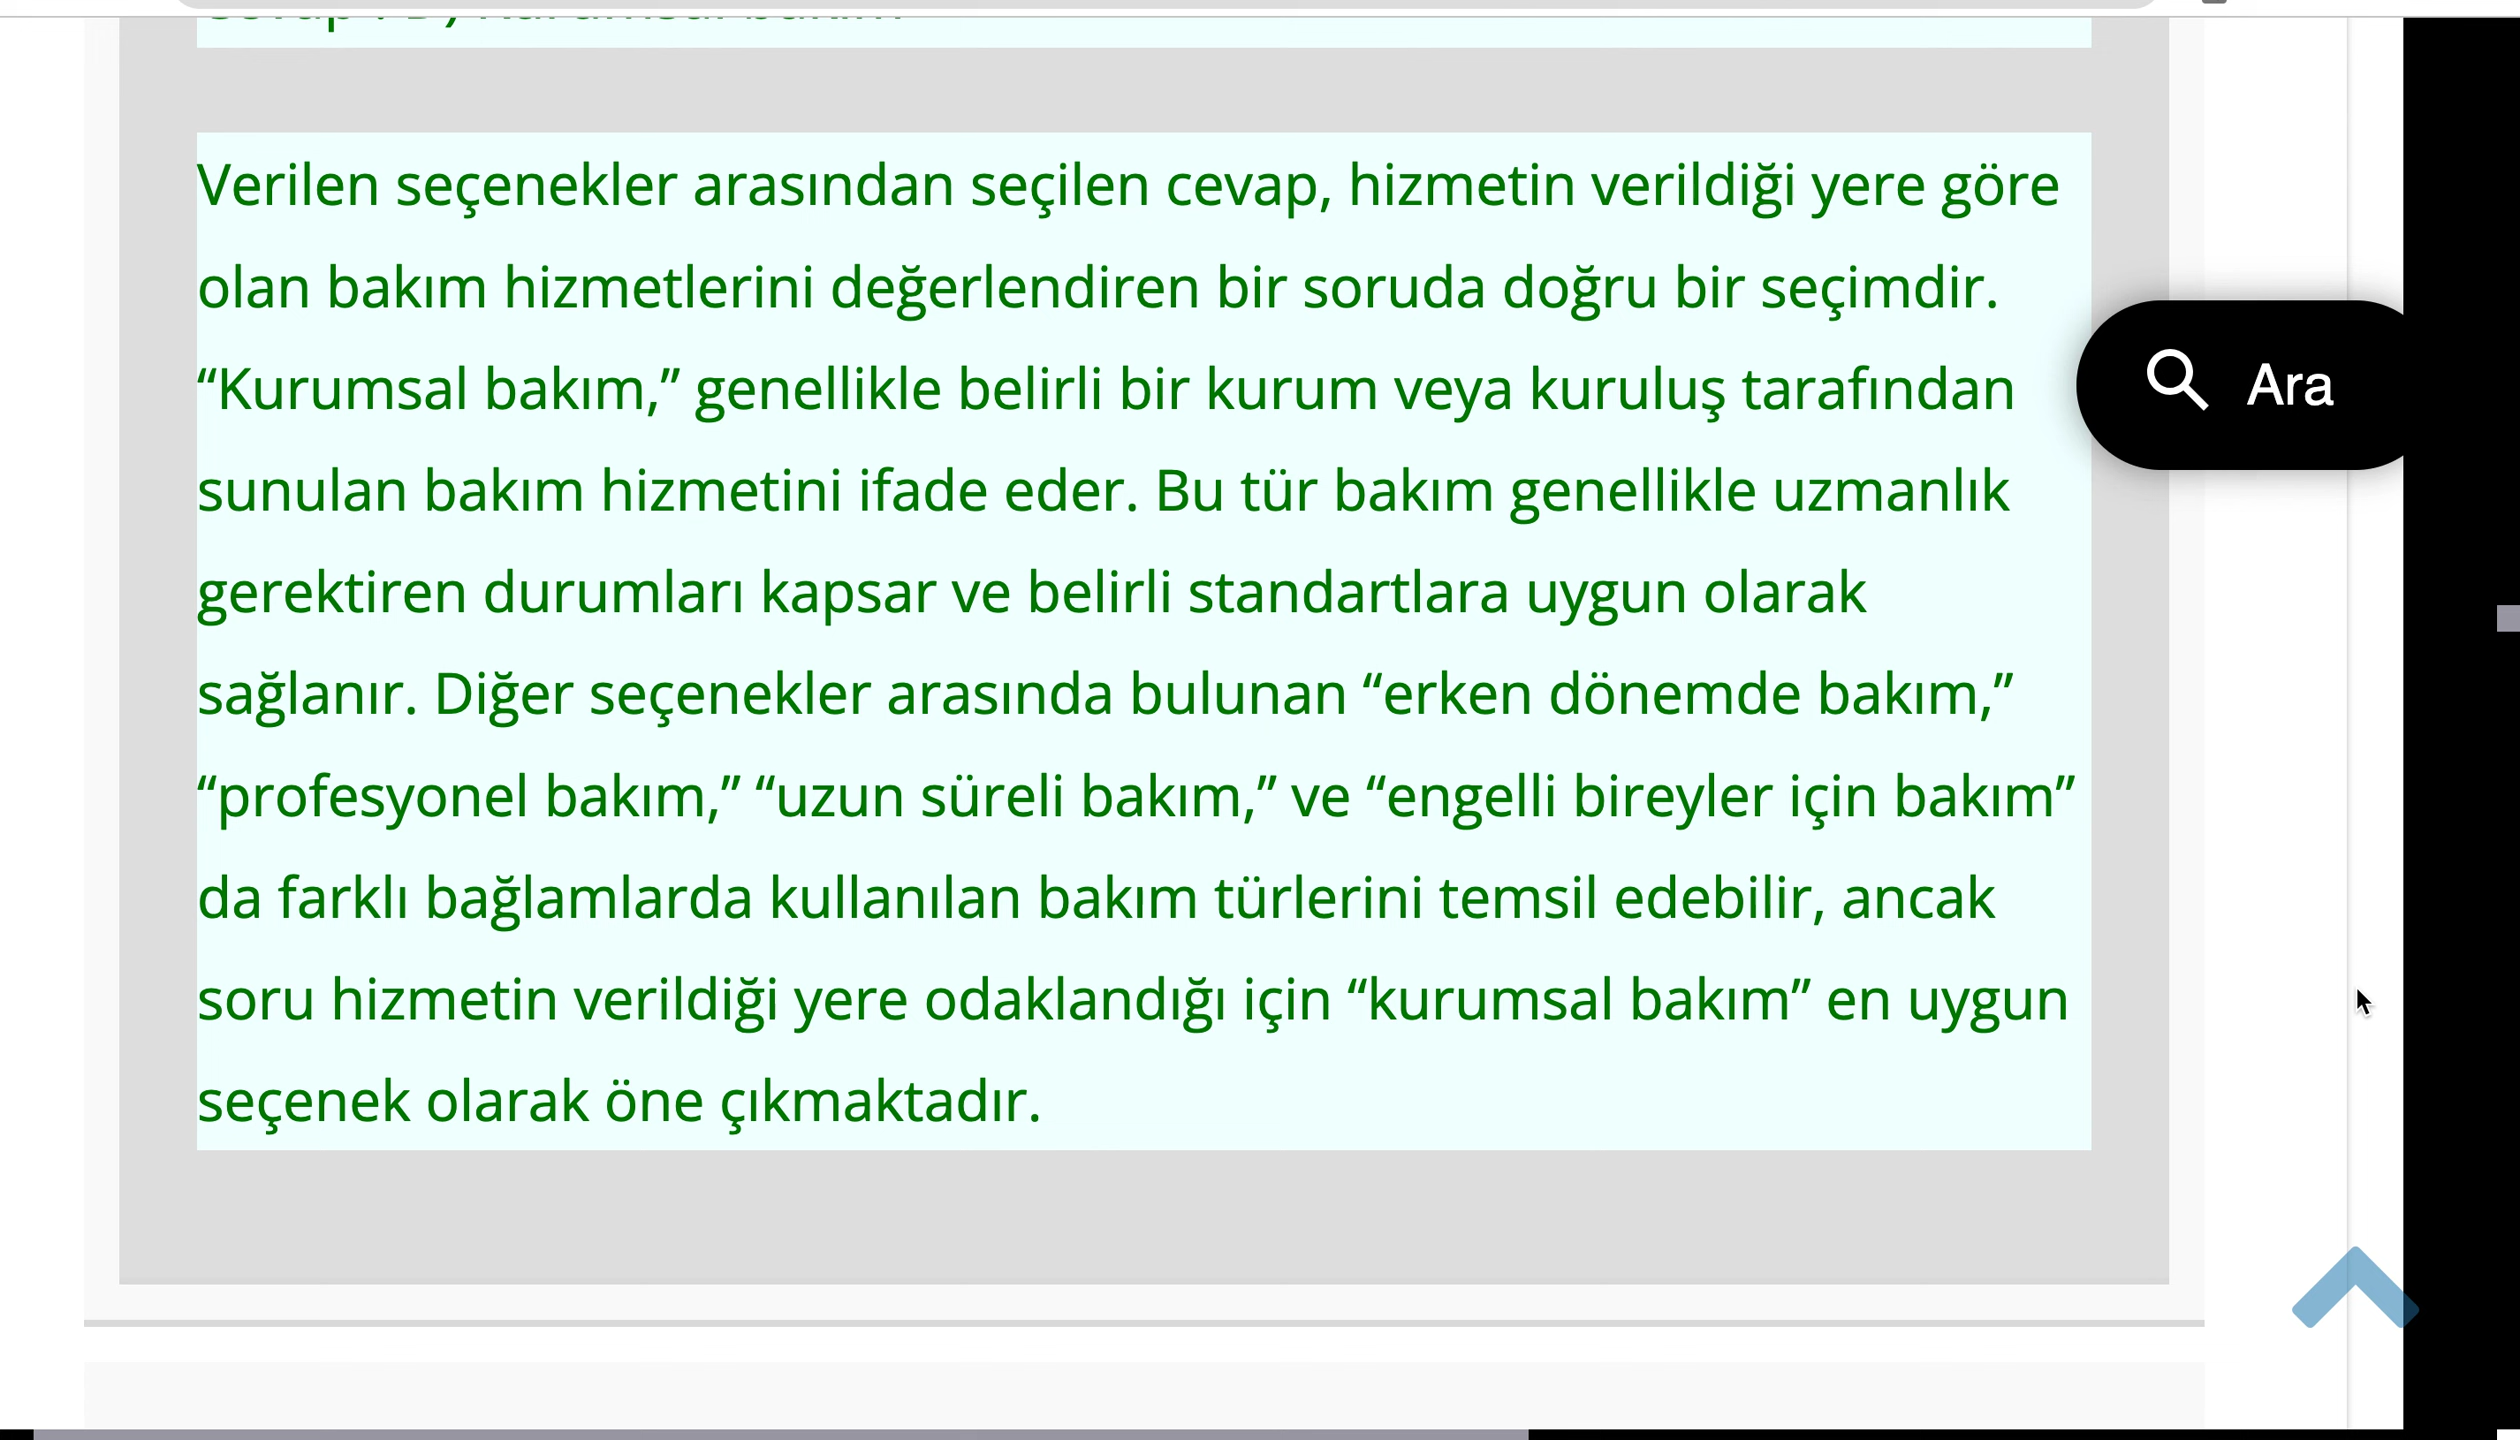 Verilen seçenekler arasından seçilen cevap, hizmetin verildiği yere göre
olan bakım hizmetlerini değerlendiren bir soruda doğru bir seçimdir.
“Kurumsal bakım,” genellikle belirli bir kurum veya kuruluş tarafından
sunulan bakım hizmetini ifade eder. Bu tür bakım genellikle uzmanlık
gerektiren durumları kapsar ve belirli standartlara uygun olarak
sağlanır. Diğer seçenekler arasında bulunan “erken dönemde bakım,”
“profesyonel bakım,” “uzun süreli bakım,” ve “engelli bireyler için bakım”
da farklı bağlamlarda kullanılan bakım türlerini temsil edebilir, ancak
soru hizmetin verildiği yere odaklandığı için “kurumsal bakım” en uygun
seçenek olarak öne çıkmaktadır.
Ara